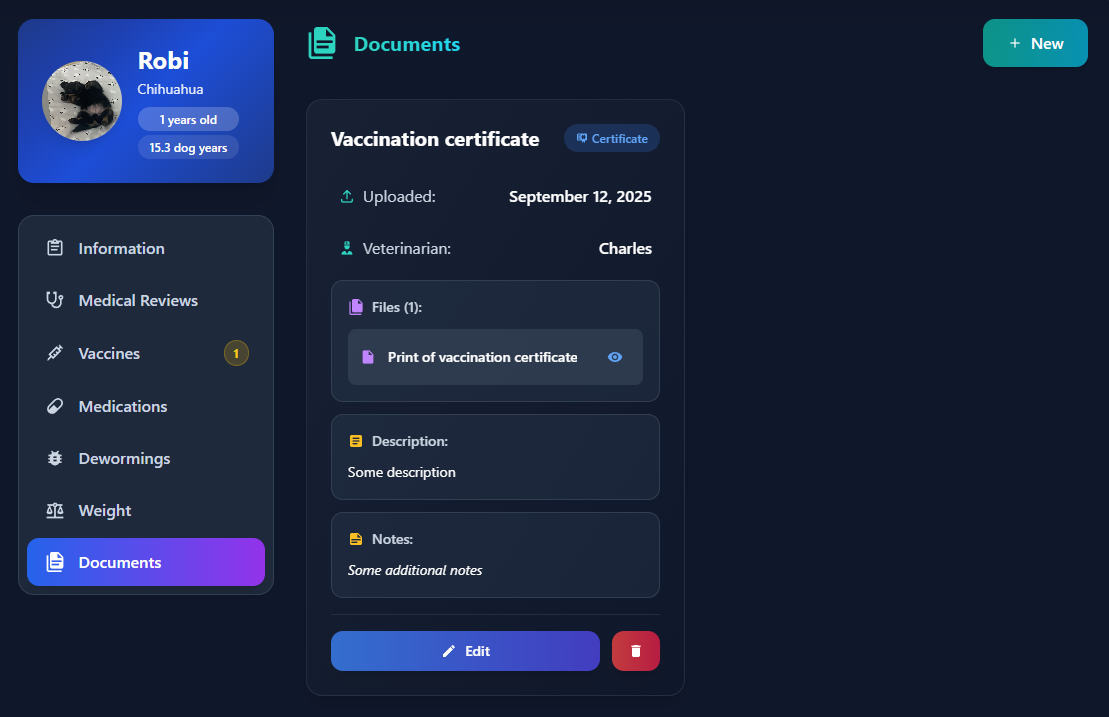 Robi
Chihuahua
1 years old
15.3 dog years
Information
Medical Reviews
Vaccines 1
Medications
Dewormings
Weight
Documents
Documents
+ New
Vaccination certificate Certificate
Uploaded: September 12, 2025
Veterinarian: Charles
Files (1):
Print of vaccination certificate
Description:
Some description
Notes:
Some additional notes
Edit